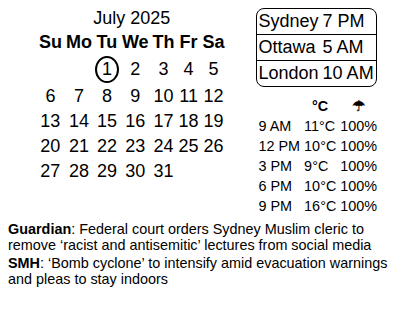 July 2025
Su Mo Tu We Th Fr Sa
1 2 3 4 5
6 7 8 9 10 11 12
13 14 15 16 17 18 19
20 21 22 23 24 25 26
27 28 29 30 31
Sydney 7 PM
Ottawa 5 AM
London 10 AM
°C ☂
9 AM 11°C 100%
12 PM 10°C 100%
3 PM 9°C 100%
6 PM 10°C 100%
9 PM 16°C 100%
Guardian: Federal court orders Sydney Muslim cleric to
remove ‘racist and antisemitic’ lectures from social media
SMH: ‘Bomb cyclone’ to intensify amid evacuation warnings
and pleas to stay indoors